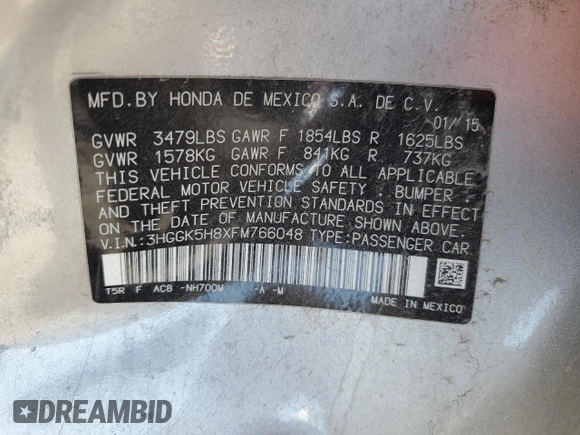 MFD.BY HONDA DE MEXICO S.A. DE C.V.
01/15
GVWR 3479LBS GAWR F 1854LBS R 1625LBS
GVWR 1578KG GAWR F 841KG R 737KG
THIS VEHICLE CONFORMS TO ALL APPLICABLE
FEDERAL MOTOR VEHICLE SAFETY BUMPER
AND THEFT PREVENTION STANDARDS IN EFFECT
ON THE DATE OF MANUFACTURE SHOWN ABOVE.
V.I.N.:3HGGK5H8XFM766048 TYPE:PASSENGER CAR
T5R F AC8 -NH700M -A -M
MADE IN MEXICO
DREAMBID